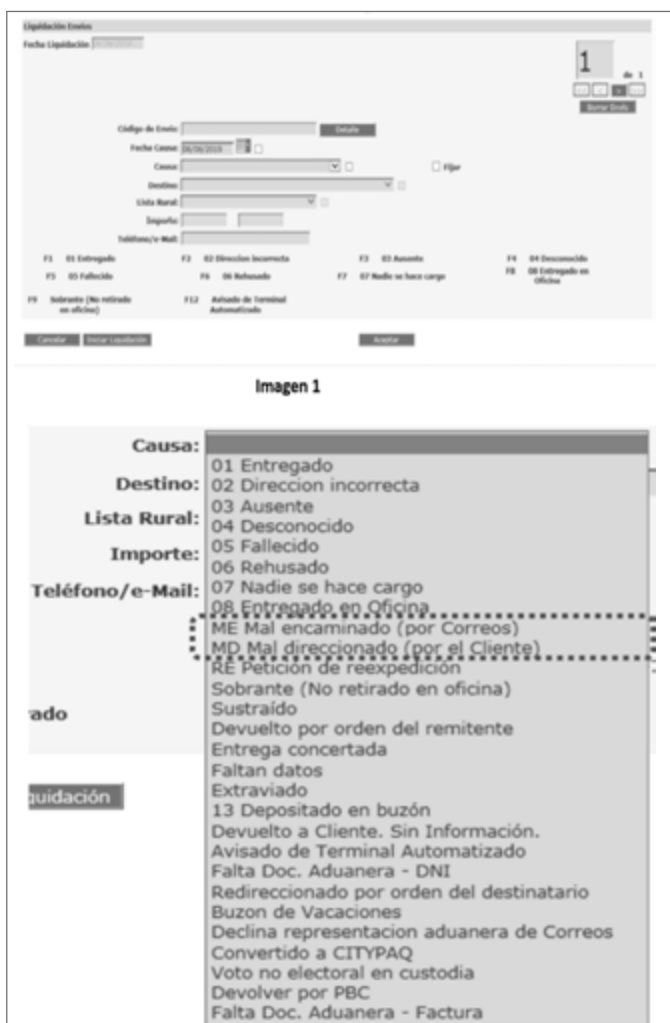 Liquidación Envíos
Fecha Liquidación
1 de 1
Borrar Envío
Código de Envío: Detalle
Fecha Causa: 06/06/2019
Causa: Fijar
Destino:
Lista Rural:
Importe:
Teléfono/e-Mail:
F1 01 Entregado F2 02 Direccion incorrecta F3 03 Ausente F4 04 Desconocido
F5 05 Fallecido F6 06 Rehusado F7 07 Nadie se hace cargo F8 08 Entregado en
Oficina
F9 Sobrante (No retirado F12 Avisado de Terminal
en oficina) Automatizado
Cancelar Iniciar Liquidación Aceptar
Imagen 1
Causa:
01 Entregado
Destino: 02 Direccion incorrecta
03 Ausente
Lista Rural: 04 Desconocido
05 Fallecido
Importe: 06 Rehusado
Teléfono/e-Mail: 07 Nadie se hace cargo
08 Entregado en Oficina
ME Mal encaminado (por Correos)
MD Mal direccionado (por el Cliente)
RE Petición de reexpedición
Sobrante (No retirado en oficina)
rado Sustraído
Devuelto por orden del remitente
Entrega concertada
Faltan datos
quidación Extraviado
13 Depositado en buzón
Devuelto a Cliente. Sin Información.
Avisado de Terminal Automatizado
Falta Doc. Aduanera - DNI
Redireccionado por orden del destinatario
Buzon de Vacaciones
Declina representacion aduanera de Correos
Convertido a CITYPAQ
Voto no electoral en custodia
Devolver por PBC
Falta Doc. Aduanera - Factura